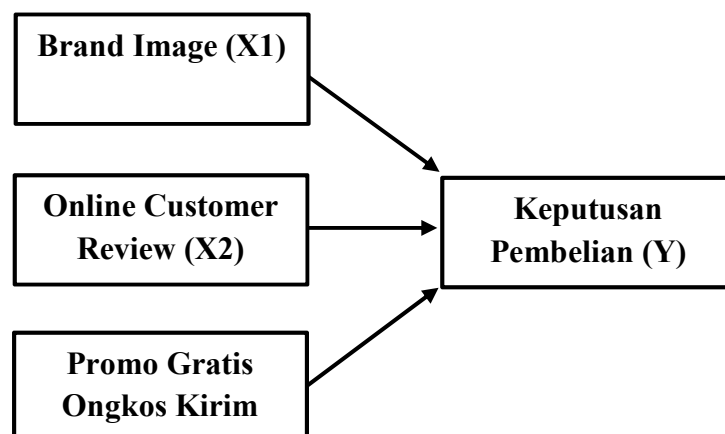 Brand Image (X1)
Online Customer
Review (X2)
Keputusan
Pembelian (Y)
Promo Gratis
Ongkos Kirim